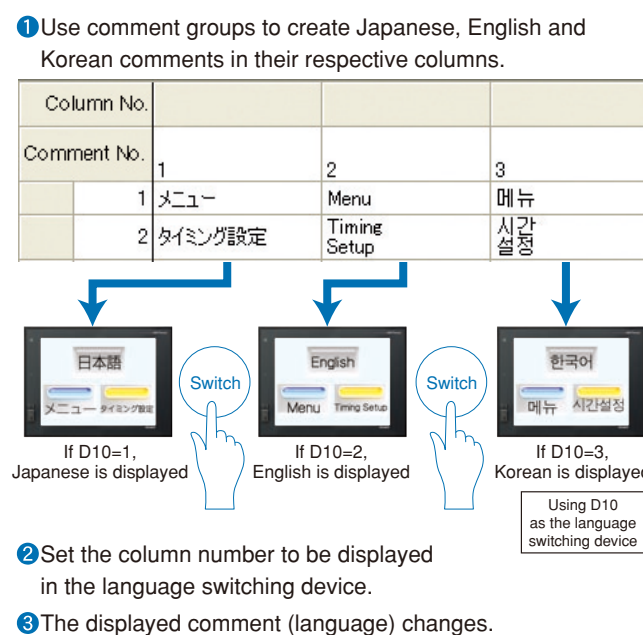 ❶Use comment groups to create Japanese, English and
Korean comments in their respective columns.
Column No.
Comment No. 1 2 3
1 メニュー Menu 메뉴
2 タイミング設定 Timing Setup 시간 설정
日本語
メニュー タイミング設定
Switch
English
Menu Timing Setup
Switch
한국어
메뉴 시간설정
If D10=1,
Japanese is displayed
If D10=2,
English is displayed
If D10=3,
Korean is displayed
Using D10
as the language
switching device
❷Set the column number to be displayed
in the language switching device.
❸The displayed comment (language) changes.